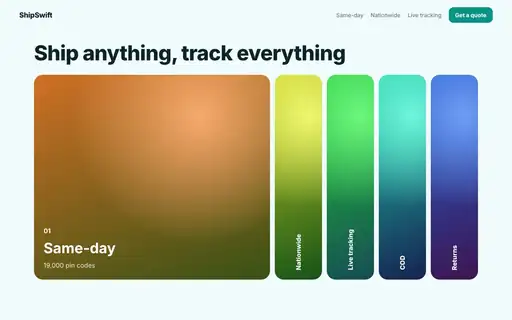 ShipSwift
Same-day
Nationwide
Live tracking
Get a quote
Ship anything, track everything
01
Same-day
19,000 pin codes
Nationwide
Live tracking
COD
Returns